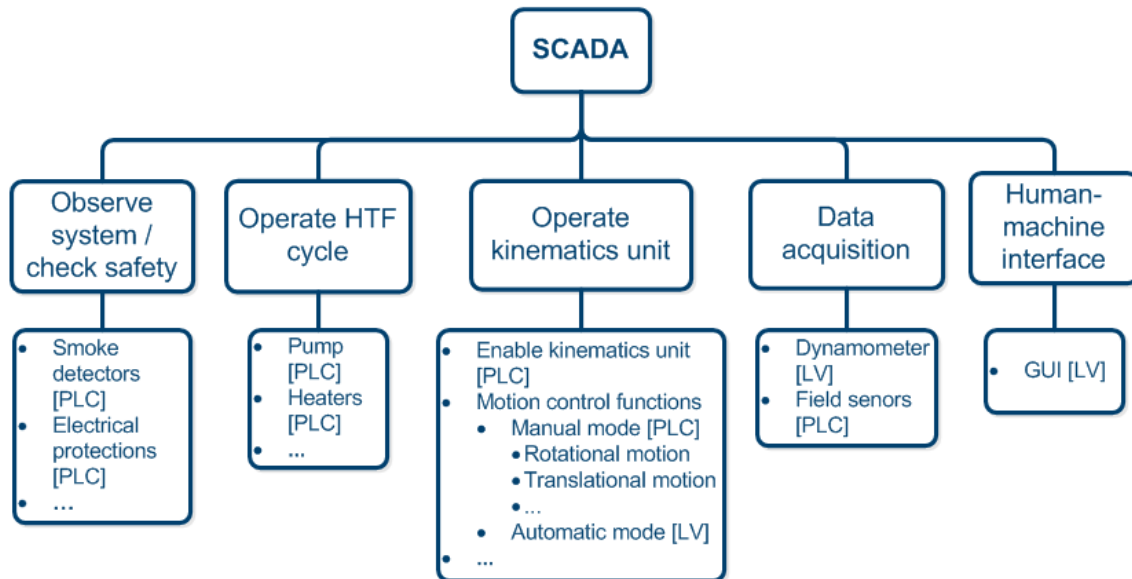 SCADA
Observe
system /
check safety
Operate HTF
cycle
Operate
kinematics unit
Data
acquisition
Human-
machine
interface
• Smoke
detectors
[PLC]
• Electrical
protections
[PLC]
• ...
• Pump
[PLC]
• Heaters
[PLC]
• ...
• Enable kinematics unit
[PLC]
• Motion control functions
• Manual mode [PLC]
• Rotational motion
• Translational motion
• ...
• Automatic mode [LV]
• ...
• Dynamometer
[LV]
• Field senors
[PLC]
• GUI [LV]